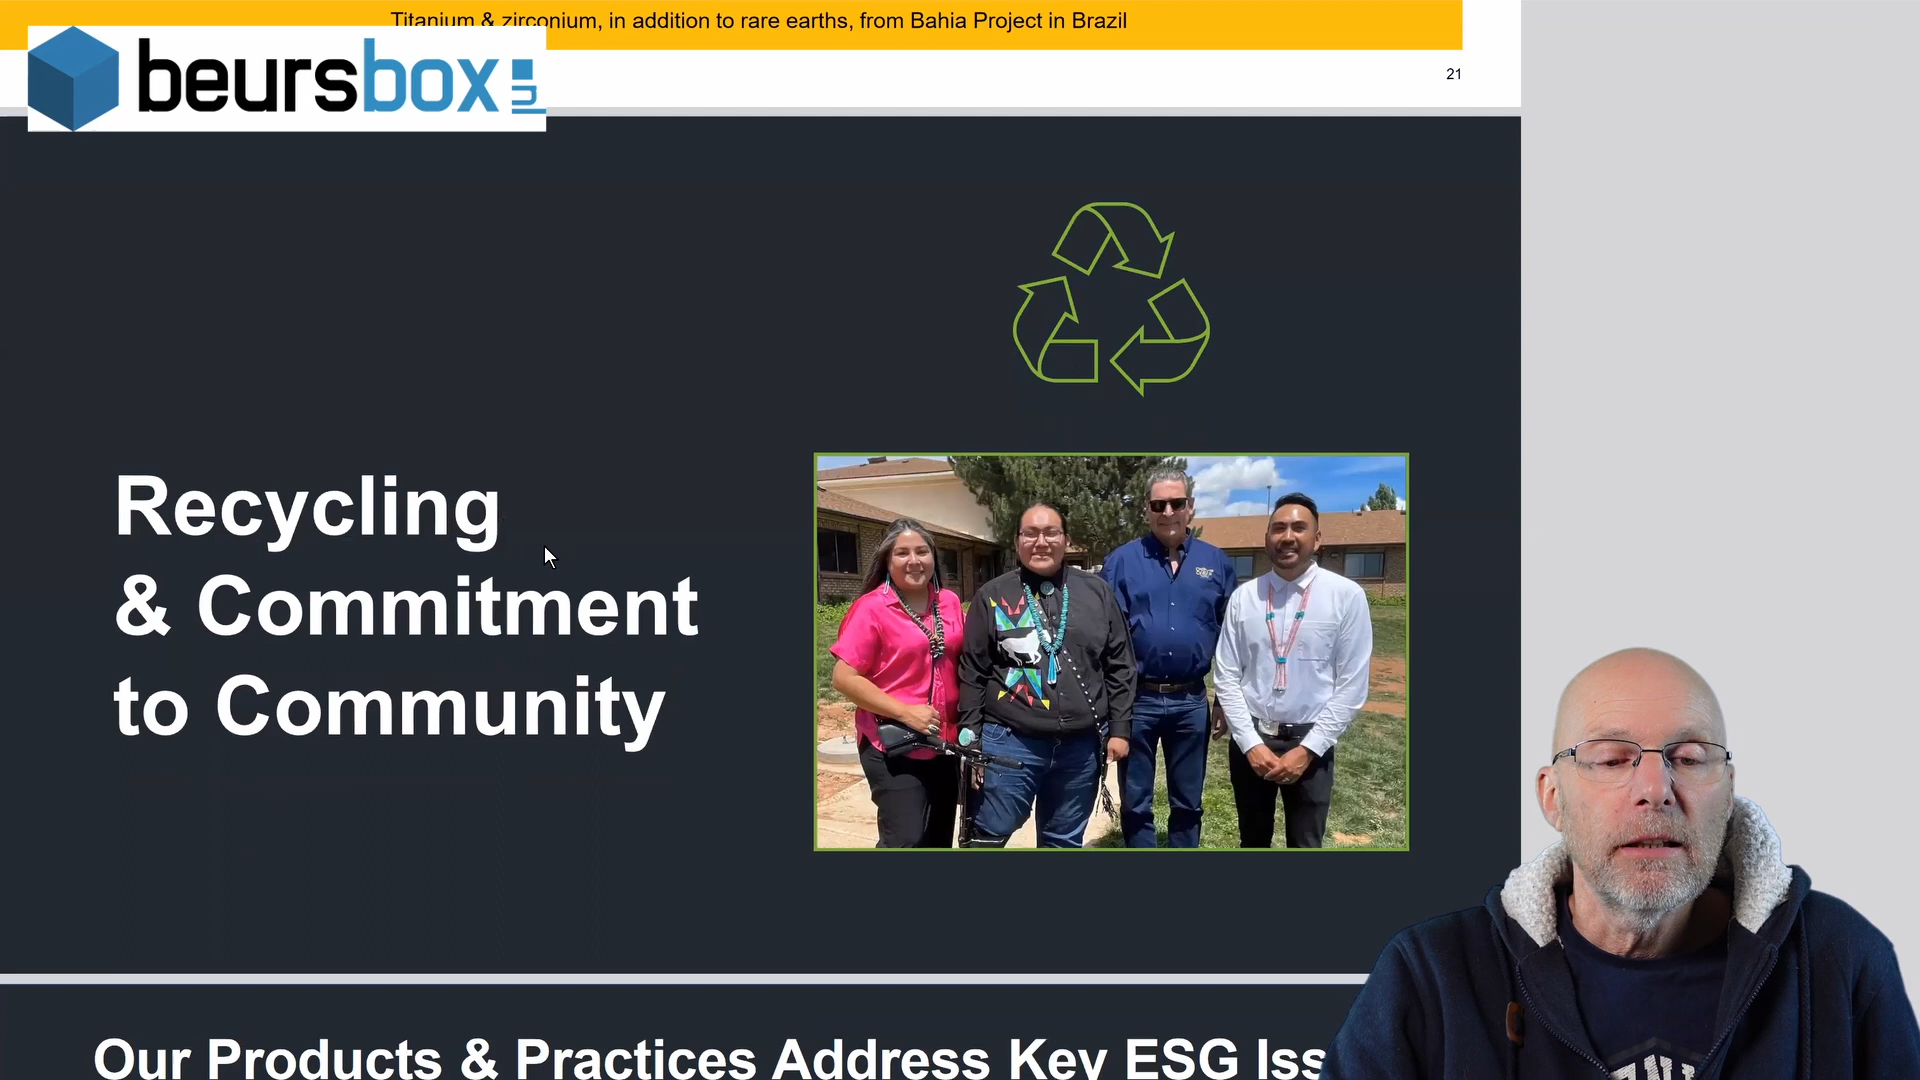 Titanium & zirconium, in addition to rare earths, from Bahia Project in Brazil
beursbox.nl
21
Recycling
& Commitment
to Community
Our Products & Practices Address Key ESG